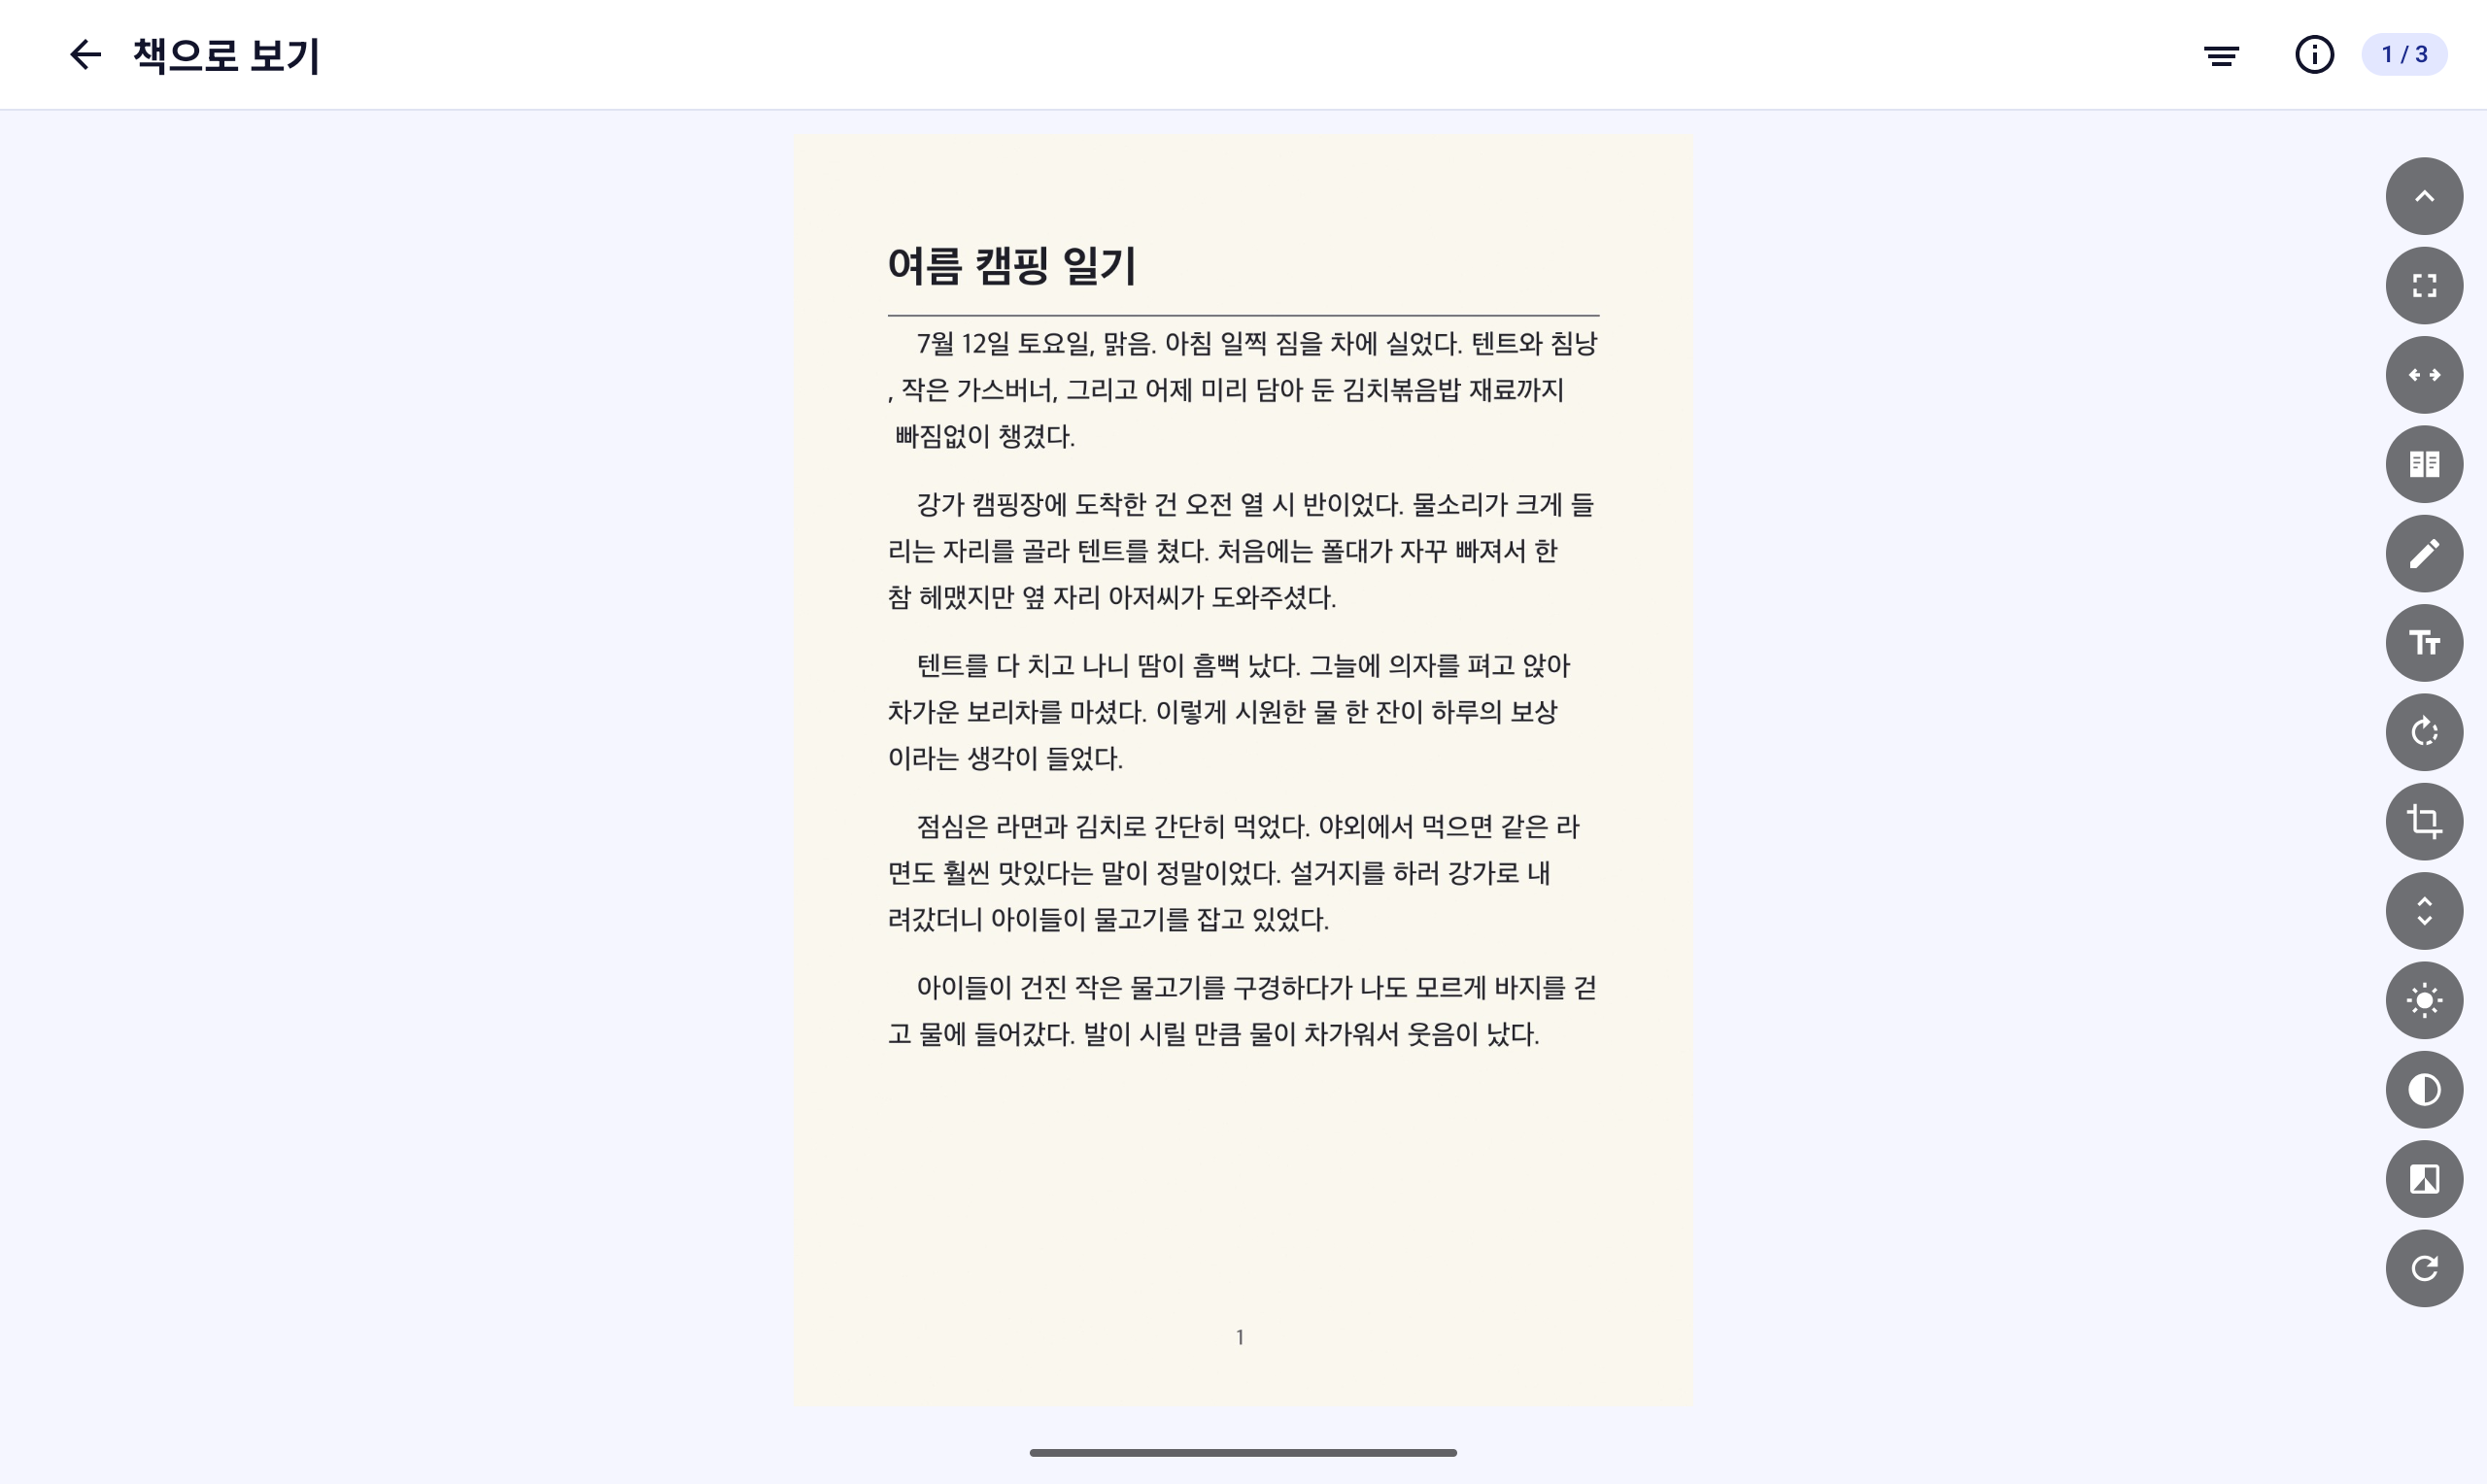 책으로 보기
1 / 3
여름 캠핑 일기
7월 12일 토요일, 맑음. 아침 일찍 짐을 차에 실었다. 텐트와 침낭
, 작은 가스버너, 그리고 어제 미리 담아 둔 김치볶음밥 재료까지
빠짐없이 챙겼다.
강가 캠핑장에 도착한 건 오전 열 시 반이었다. 물소리가 크게 들
리는 자리를 골라 텐트를 쳤다. 처음에는 폴대가 자꾸 빠져서 한
참 헤맸지만 옆 자리 아저씨가 도와주셨다.
텐트를 다 치고 나니 땀이 흠뻑 났다. 그늘에 의자를 펴고 앉아
차가운 보리차를 마셨다. 이렇게 시원한 물 한 잔이 하루의 보상
이라는 생각이 들었다.
점심은 라면과 김치로 간단히 먹었다. 야외에서 먹으면 같은 라
면도 훨씬 맛있다는 말이 정말이었다. 설거지를 하러 강가로 내
려갔더니 아이들이 물고기를 잡고 있었다.
아이들이 건진 작은 물고기를 구경하다가 나도 모르게 바지를 걷
고 물에 들어갔다. 발이 시릴 만큼 물이 차가워서 웃음이 났다.
1